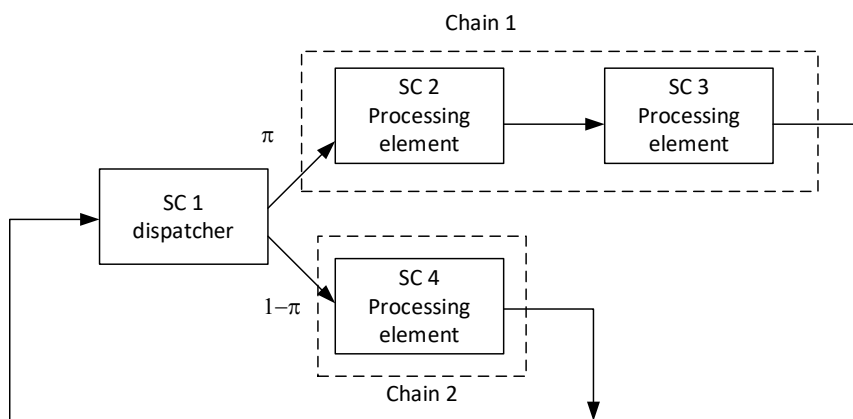 Chain 1
SC 2
Processing
element
SC 3
Processing
element
π
SC 1
dispatcher
SC 4
Processing
element
1−π
Chain 2